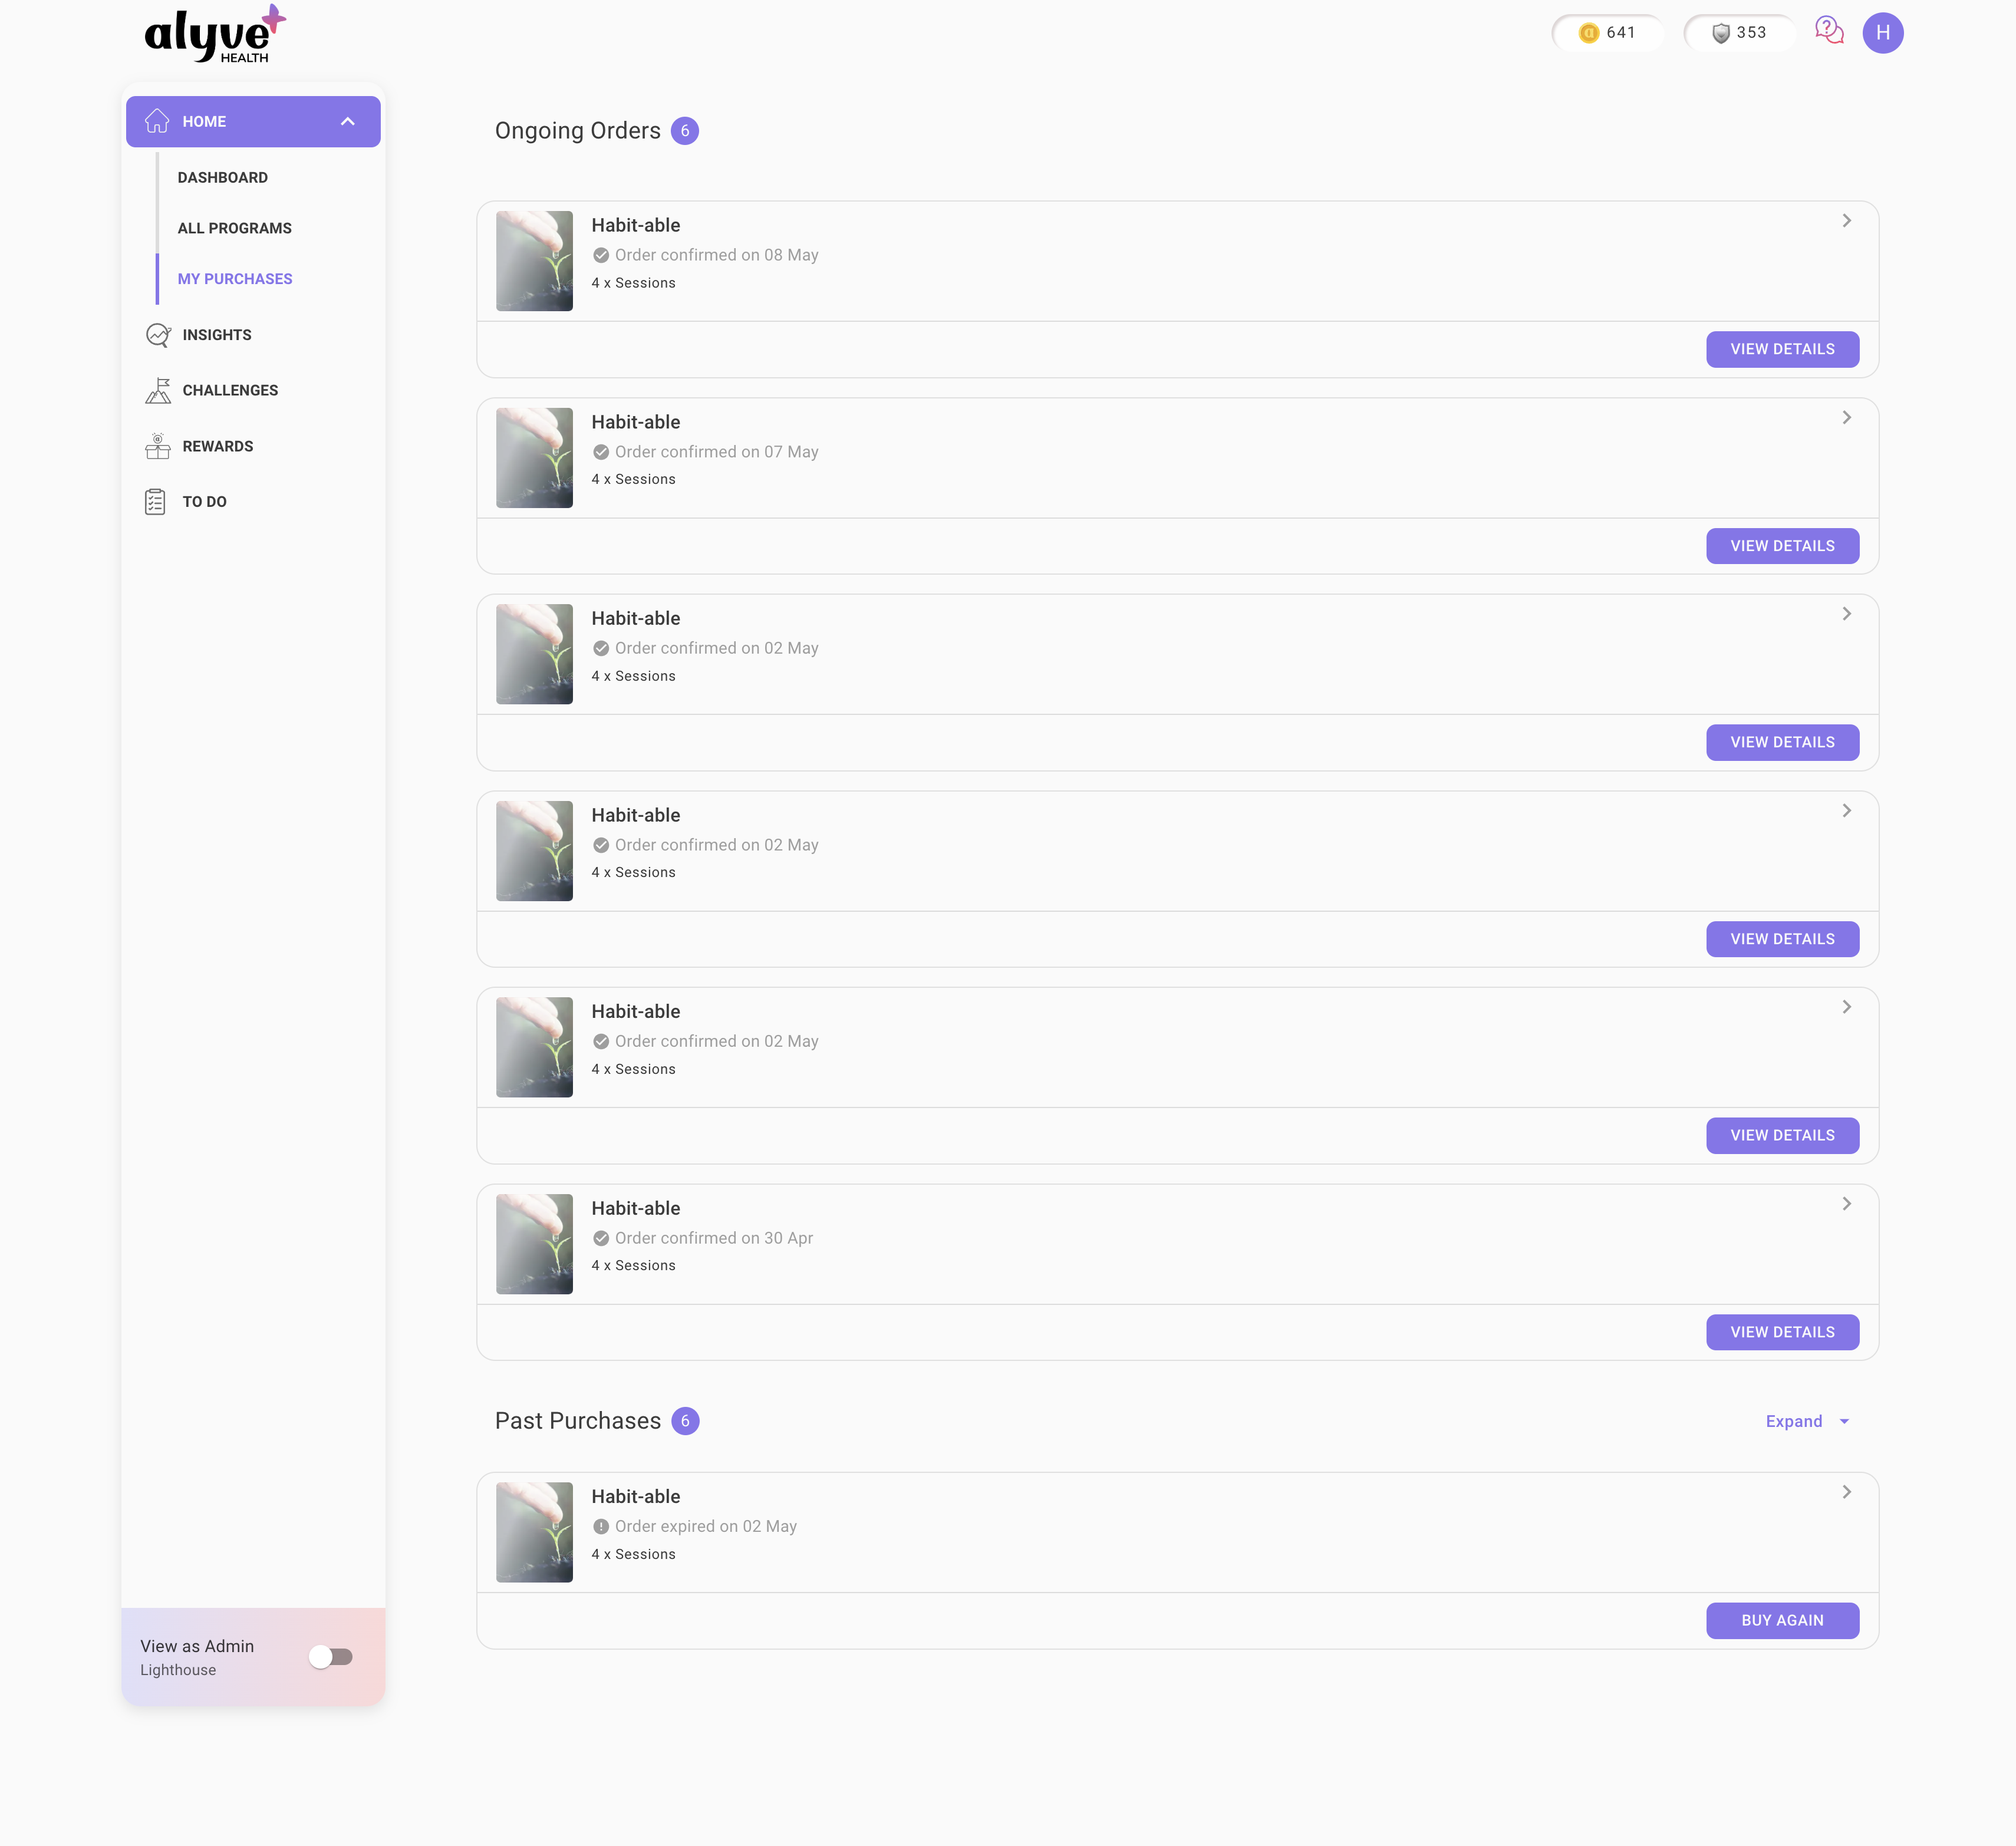 alyve
HEALTH
641
353
H
HOME
DASHBOARD
ALL PROGRAMS
MY PURCHASES
INSIGHTS
CHALLENGES
REWARDS
TO DO
View as Admin
Lighthouse
Ongoing Orders 6
Habit-able
Order confirmed on 08 May
4 x Sessions
VIEW DETAILS
Habit-able
Order confirmed on 07 May
4 x Sessions
VIEW DETAILS
Habit-able
Order confirmed on 02 May
4 x Sessions
VIEW DETAILS
Habit-able
Order confirmed on 02 May
4 x Sessions
VIEW DETAILS
Habit-able
Order confirmed on 02 May
4 x Sessions
VIEW DETAILS
Habit-able
Order confirmed on 30 Apr
4 x Sessions
VIEW DETAILS
Past Purchases 6
Expand
Habit-able
Order expired on 02 May
4 x Sessions
BUY AGAIN